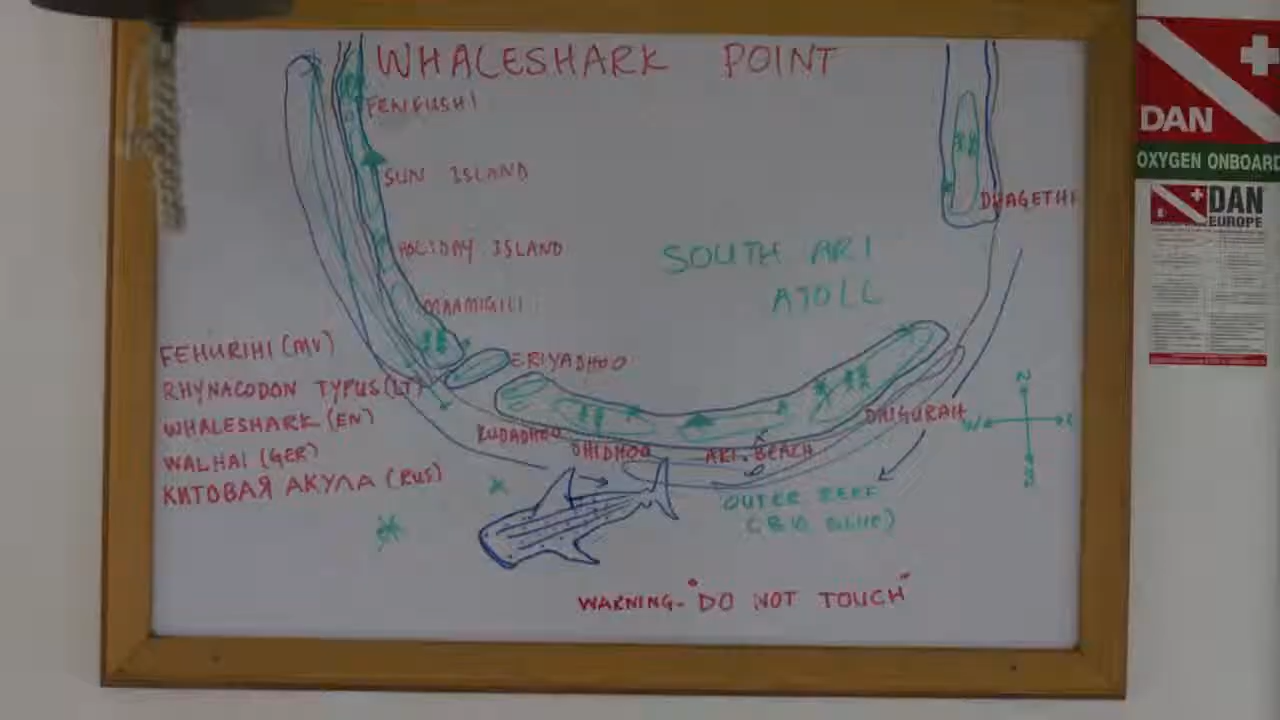 WHALESHARK POINT
FENFUSHI
SUN ISLAND
HOLIDAY ISLAND
MAAMIGILI
ERIYADHOO
DHAGETHI
SOUTH ARI
ATOLL
FEHURIHI (MV)
RHYNACODON TYPUS (LT)
WHALESHARK (EN)
WALHAI (GER)
КИТОВАЯ АКУЛА (RUS)
KUDADHOO
DHIDHOO
ARI.BEACH
DHIGURAH
N
W
OUTER REEF
(BIG BLUE)
WARNING - "DO NOT TOUCH"
DAN
OXYGEN ONBOARD
DAN
EUROPE